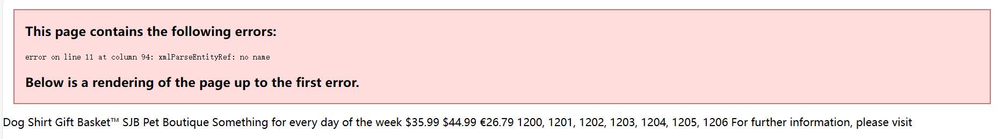 This page contains the following errors:
error on line 11 at column 94: xmlParseEntityRef: no name
Below is a rendering of the page up to the first error.
Dog Shirt Gift Basket™ SJB Pet Boutique Something for every day of the week $35.99 $44.99 €26.79 1200, 1201, 1202, 1203, 1204, 1205, 1206 For further information, please visit